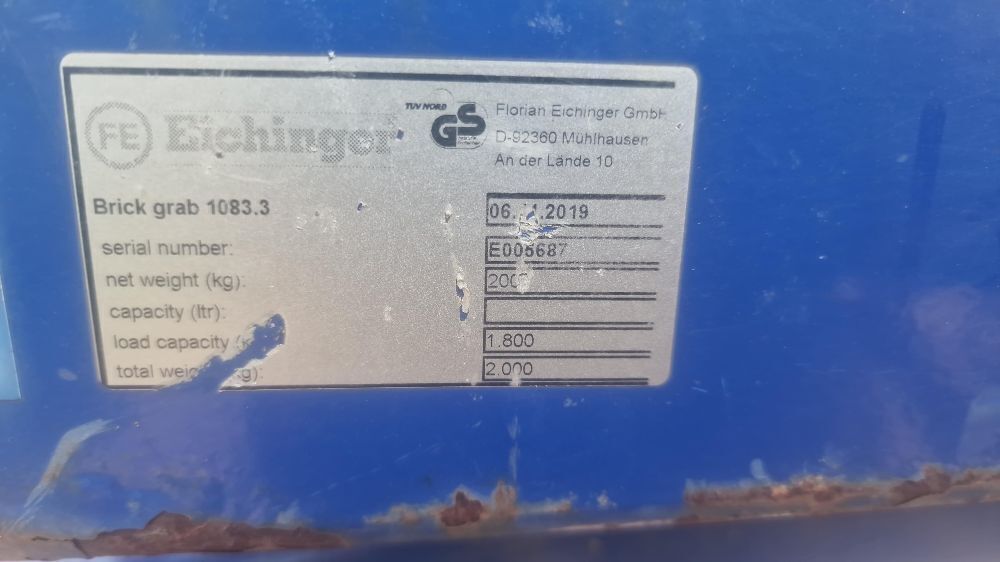 FE Eichinger
TÜV NORD
GS
Florian Eichinger GmbH
D-92360 Mühlhausen
An der Lände 10
Brick grab 1083.3
2019
serial number: E005687
net weight (kg):
capacity (ltr):
load capacity 1.800
total 2.000